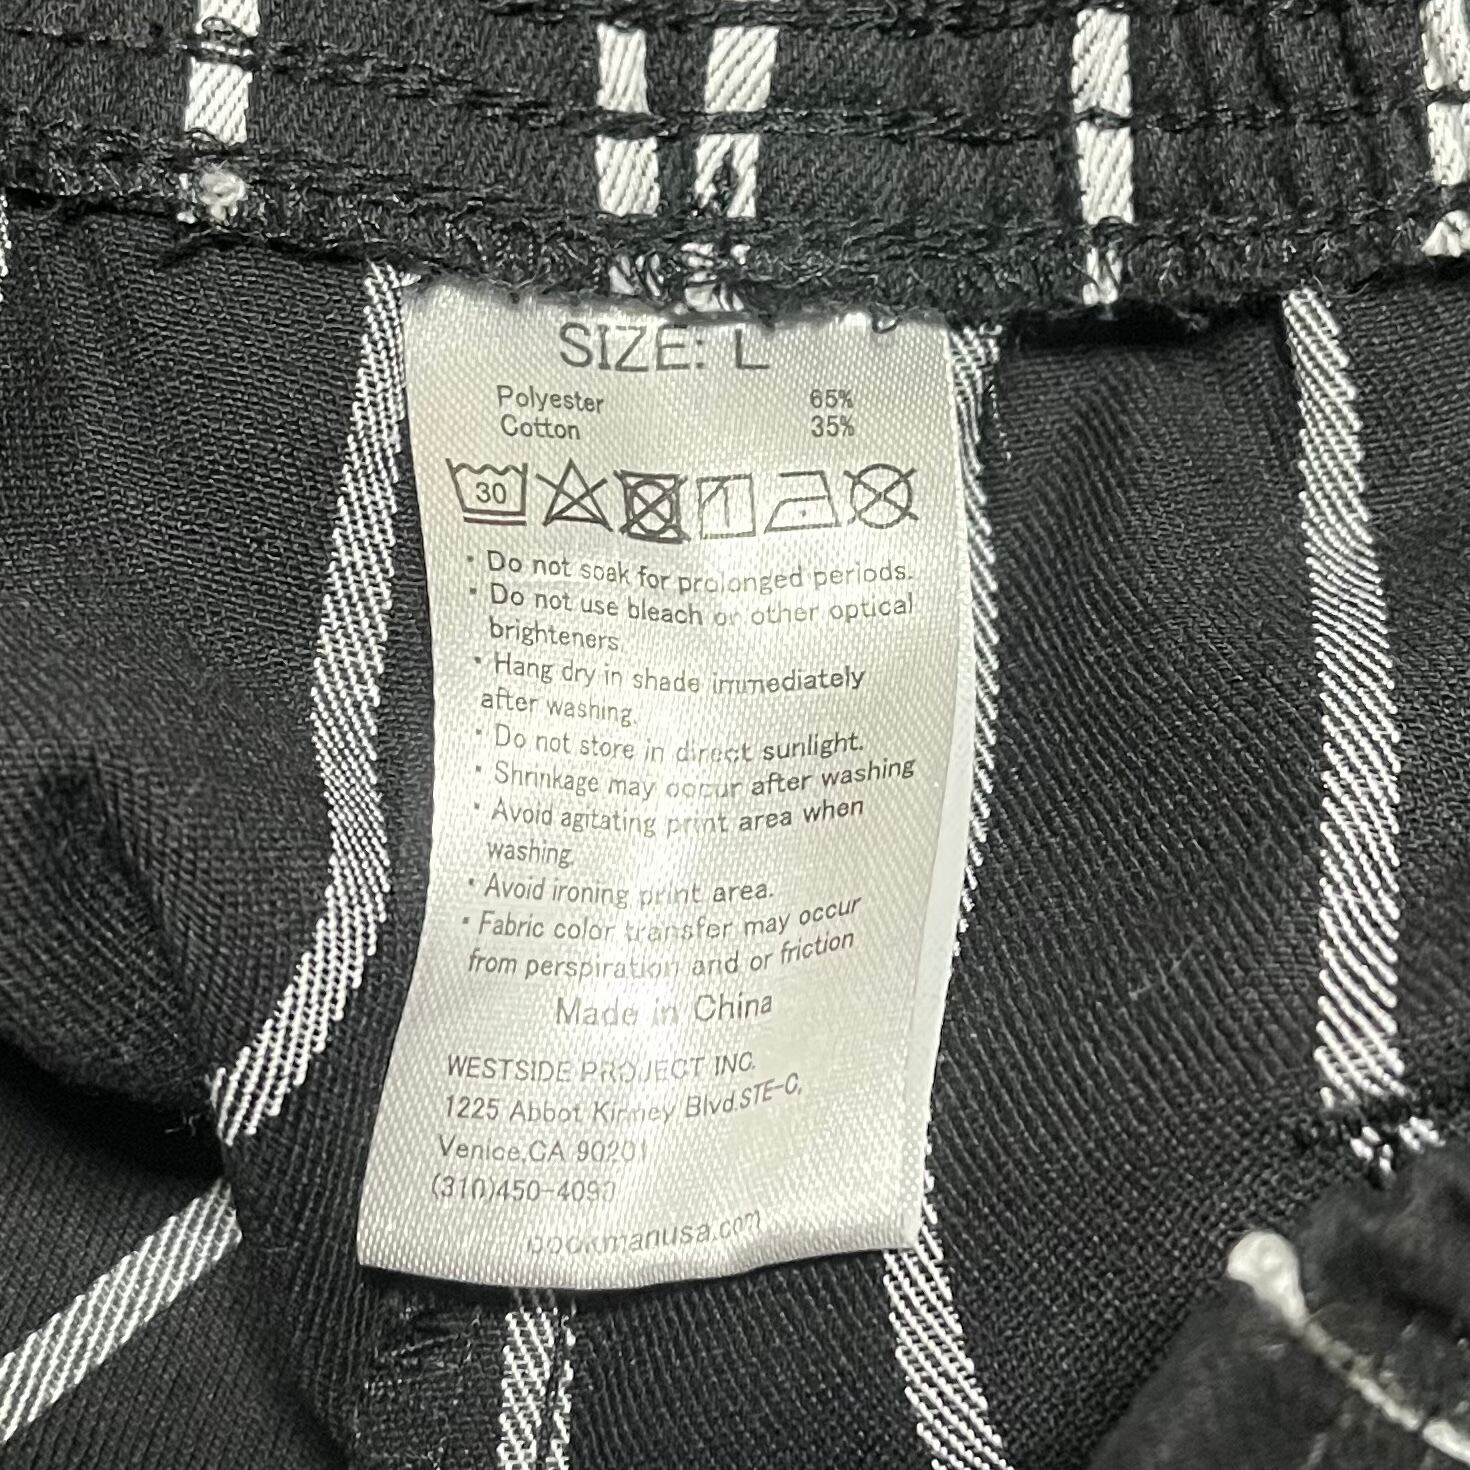 SIZE: L
Polyester 65%
Cotton 35%
30
• Do not soak for prolonged periods.
• Do not use bleach or other optical
brighteners.
• Hang dry in shade immediately
after washing.
• Do not store in direct sunlight.
• Shrinkage may occur after washing
• Avoid agitating print area when
washing.
• Avoid ironing print area.
• Fabric color transfer may occur
from perspiration and or friction
Made in China
WESTSIDE PROJECT INC.
1225 Abbot Kinney Blvd.STE-C,
Venice,CA 90201
(310)450-4090
cookmanusa.com